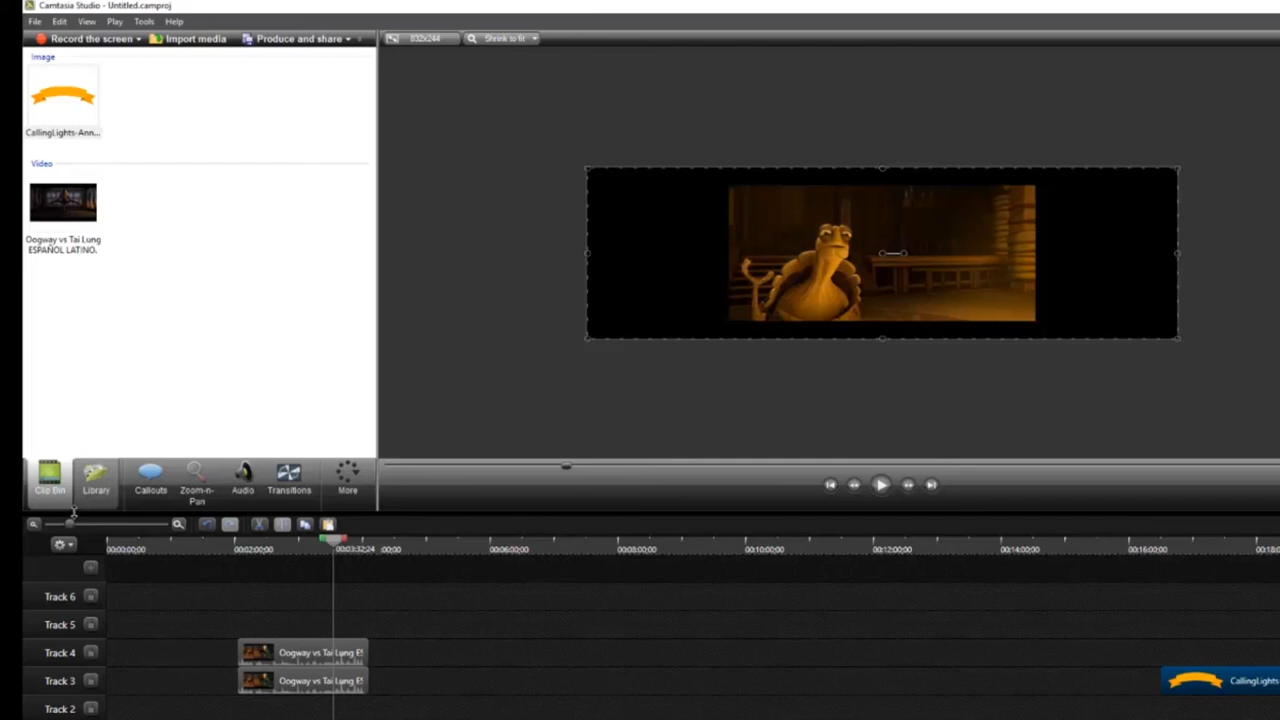 Camtasia Studio - Untitled.camproj
File Edit View Play Tools Help
Record the screen Import media Produce and share
832x244 Shrink to fit
Image
CallingLights-Ann...
Video
Oogway vs Tai Lung
ESPAÑOL LATINO.
Clip Bin Library Callouts Zoom-n-Pan Audio Transitions More
00:00:00;00 00:02:00;00 00:03:32;24 :00;00 00:06:00;00 00:08:00;00 00:10:00;00 00:12:00;00 00:14:00;00 00:16:00;00 00:18:0
Track 6
Track 5
Track 4 Oogway vs Tai Lung ES
Track 3 Oogway vs Tai Lung ES CallingLights
Track 2